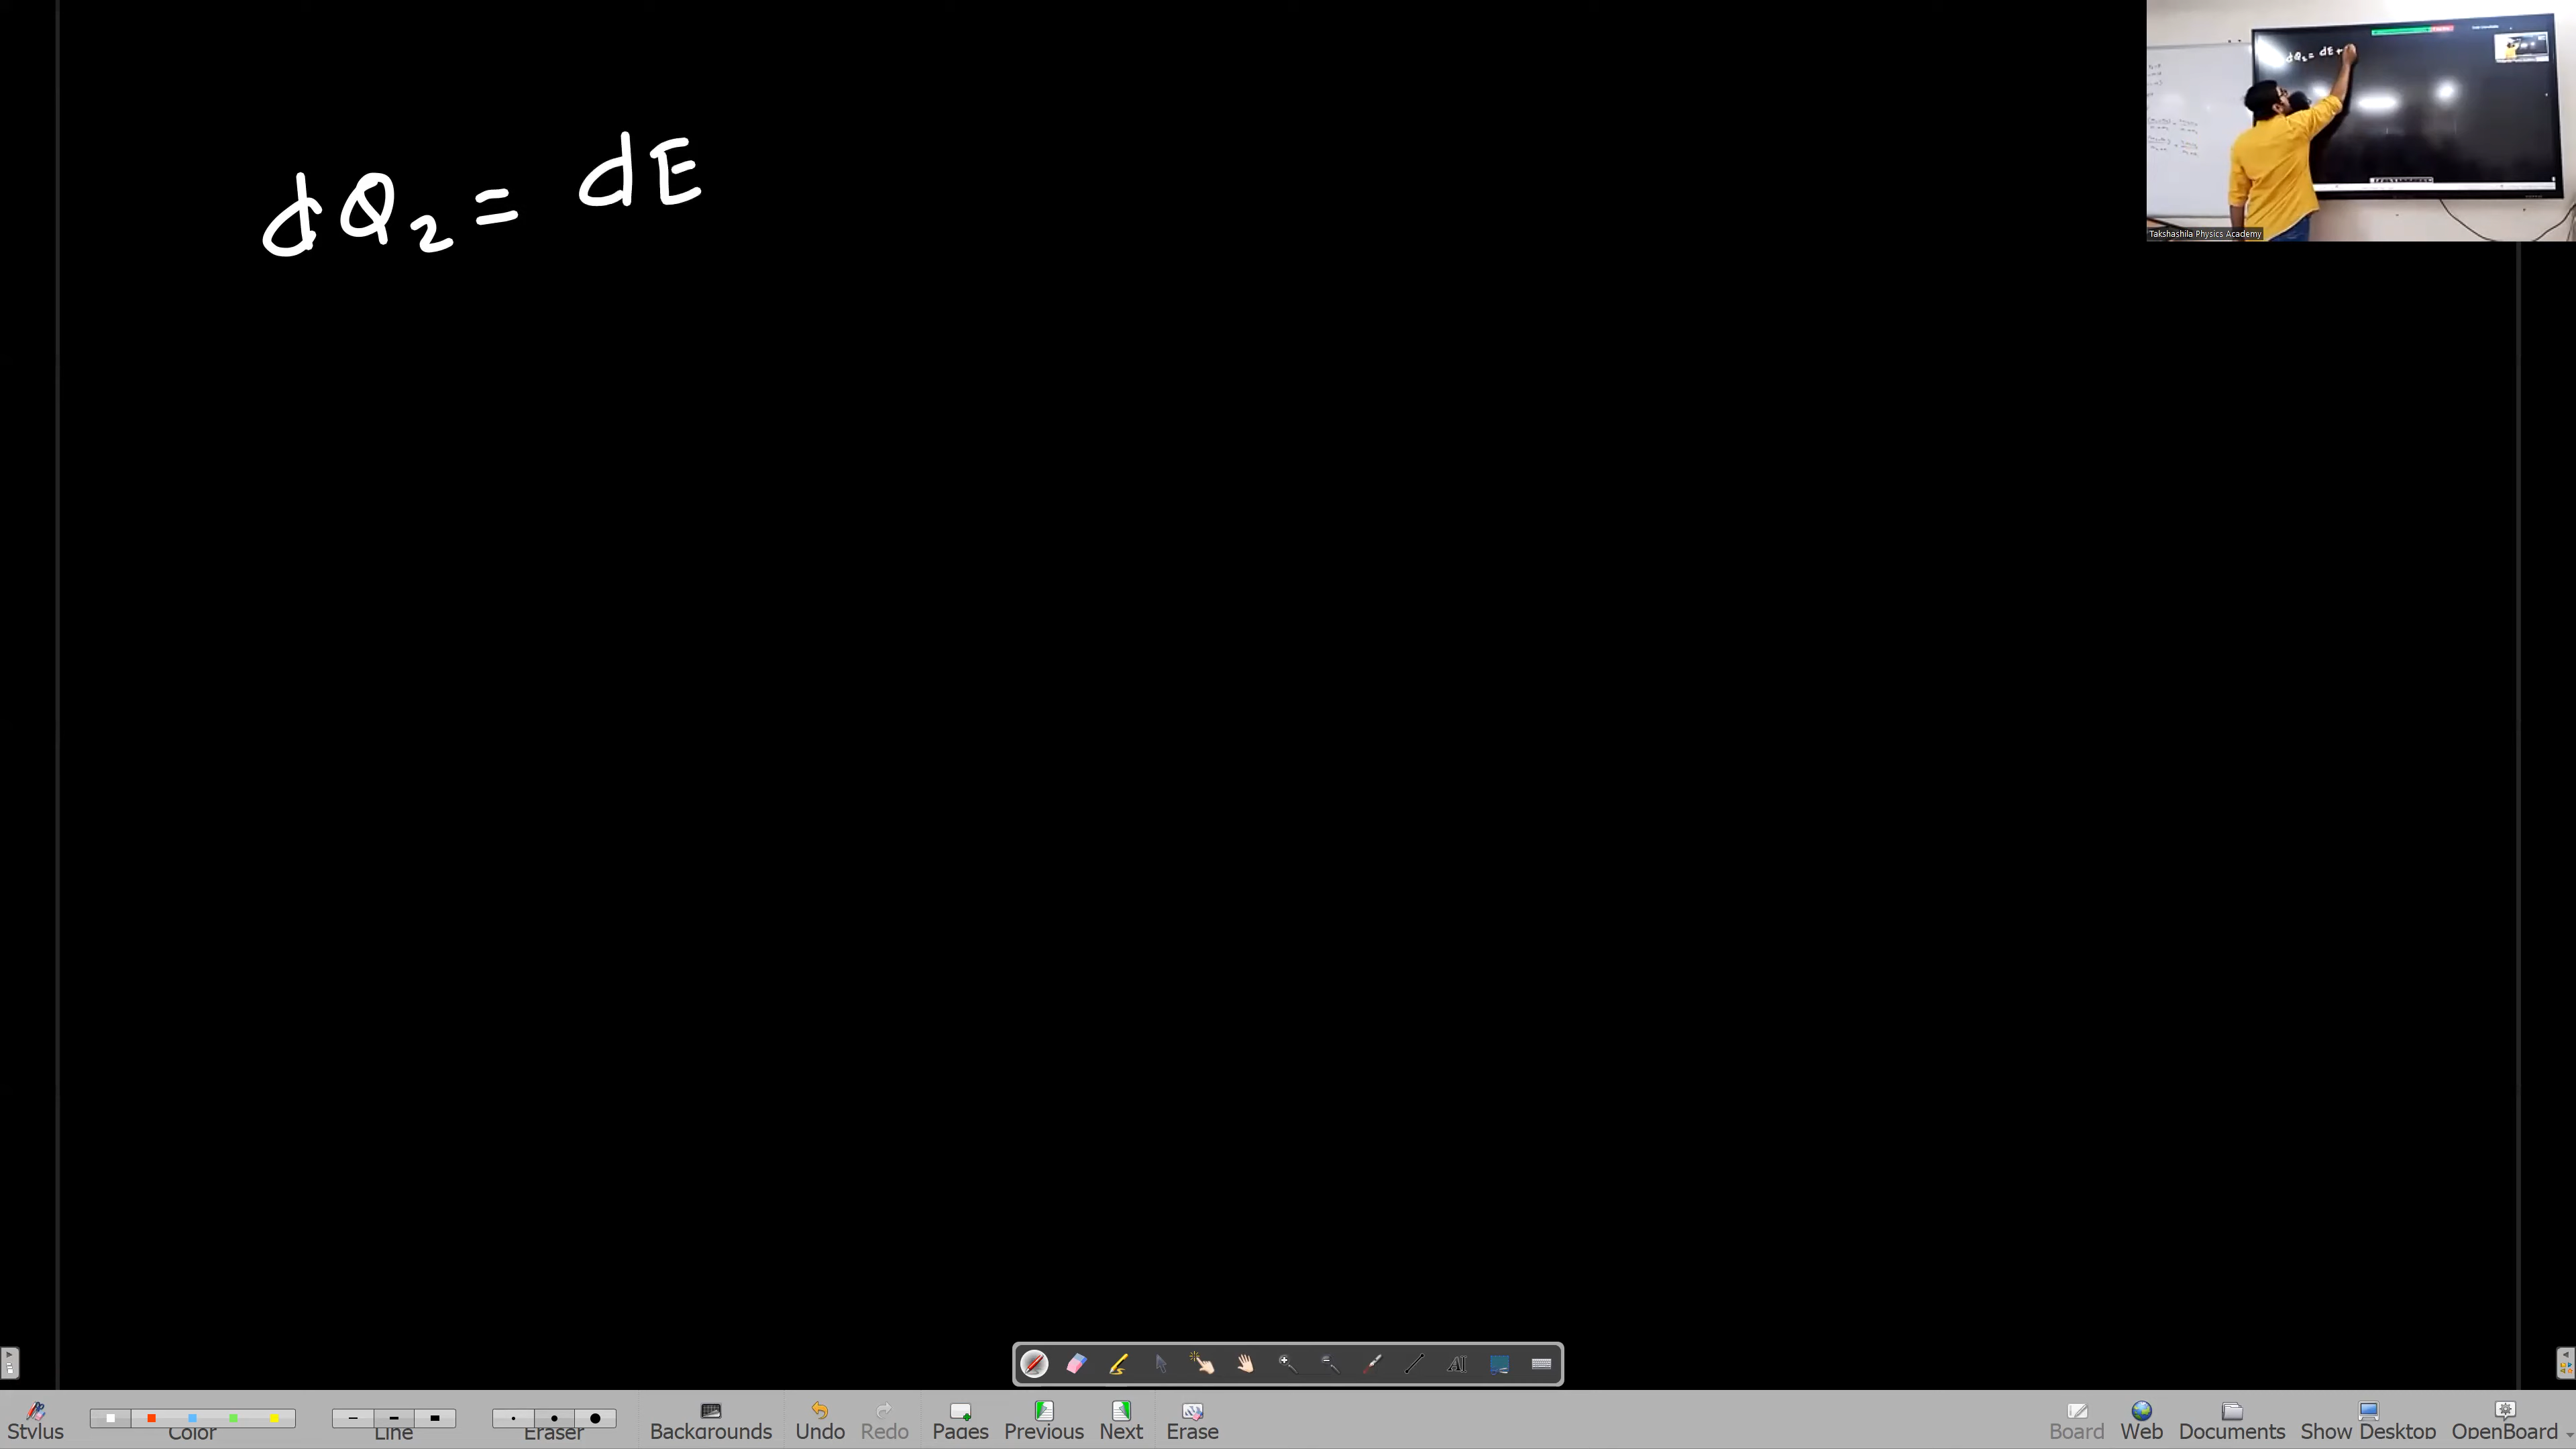 dQ₂ = dE
Takshashila Physics Academy
Stylus Color Line Eraser Backgrounds Undo Redo Pages Previous Next Erase Board Web Documents Show Desktop OpenBoard